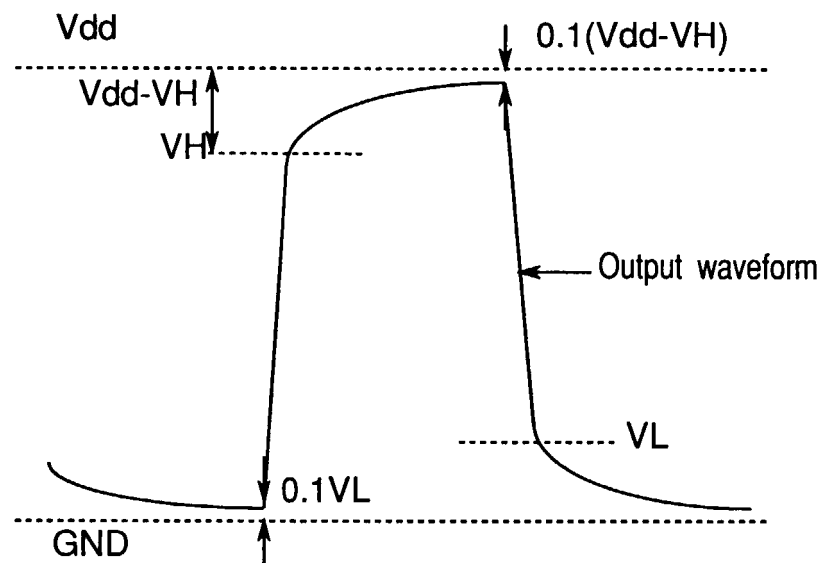 Vdd
0.1(Vdd-VH)
Vdd-VH
VH
Output waveform
VL
0.1VL
GND